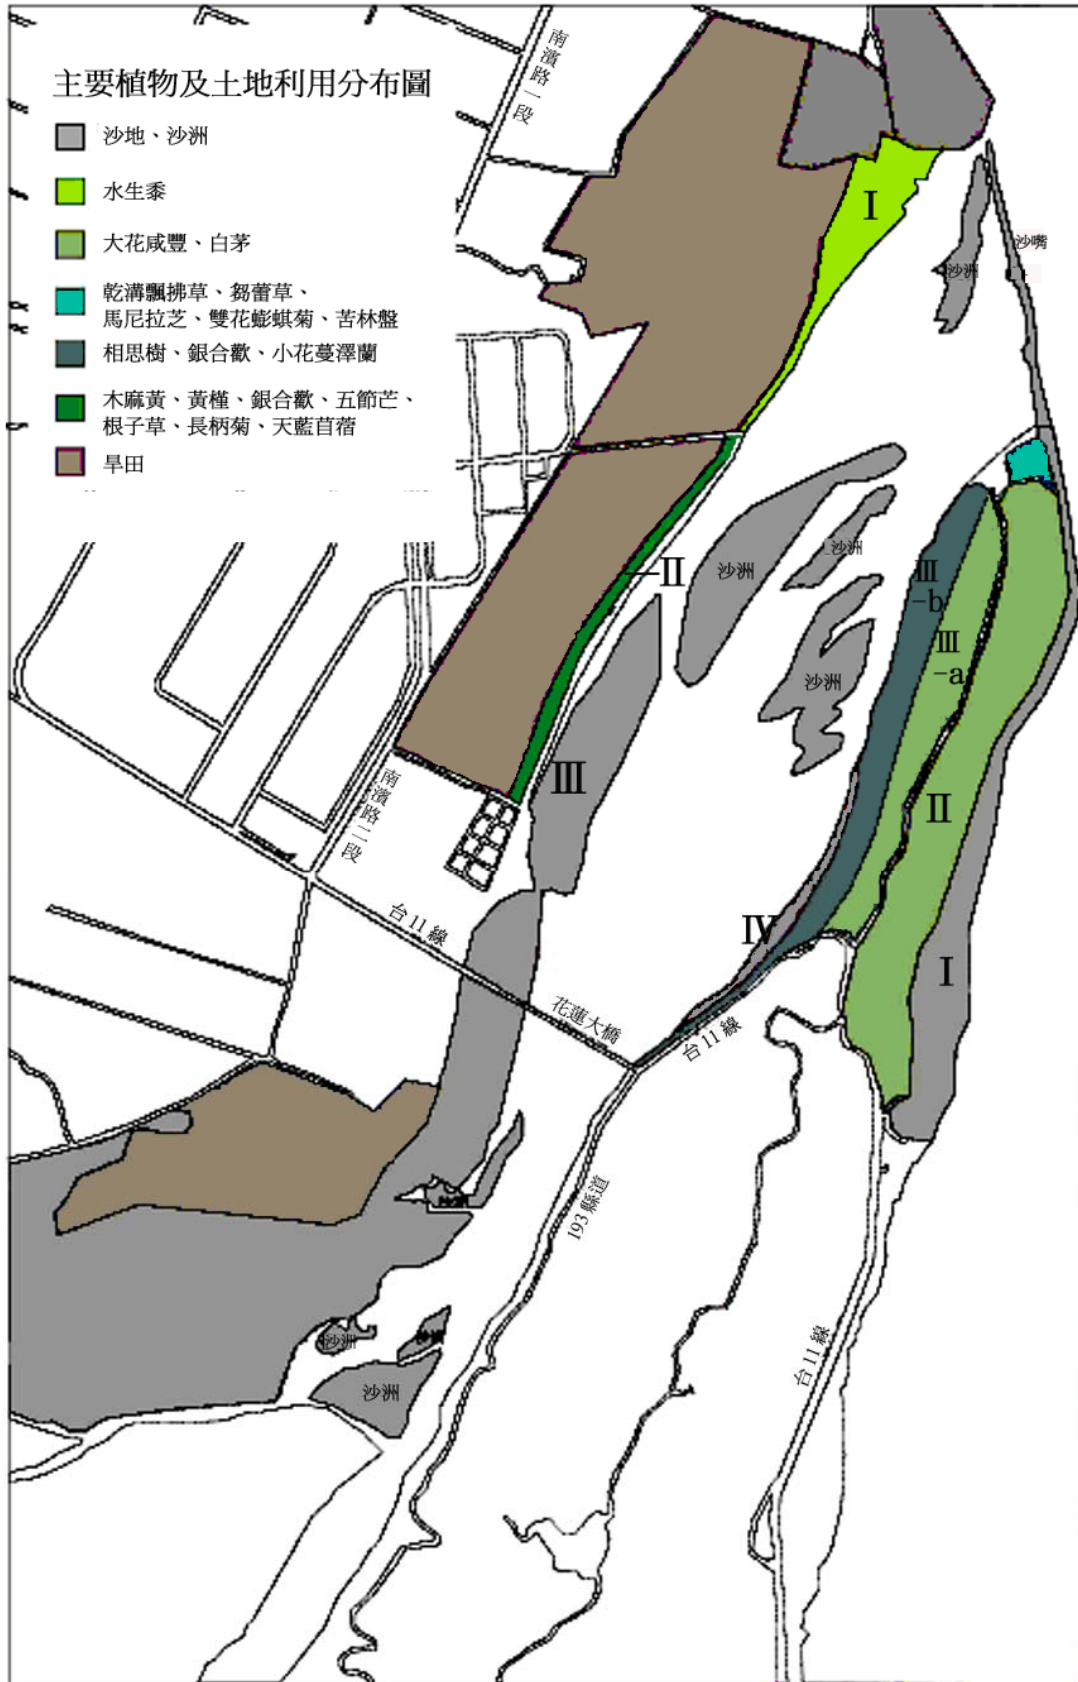 主要植物及土地利用分布圖
沙地、沙洲
水生黍
大花咸豐、白茅
乾溝飄拂草、芻蕾草、
馬尼拉芝、雙花蟛蜞菊、苦林盤
相思樹、銀合歡、小花蔓澤蘭
木麻黃、黃槿、銀合歡、五節芒、
根子草、長柄菊、天藍苜蓿
旱田
南濱路一段
I
沙洲
沙嘴
II
沙洲
沙洲
III
-b
III
-a
沙洲
III
南濱路二段
II
台11線
IV
I
花蓮大橋
台11線
193縣道
沙洲
沙洲
台11線